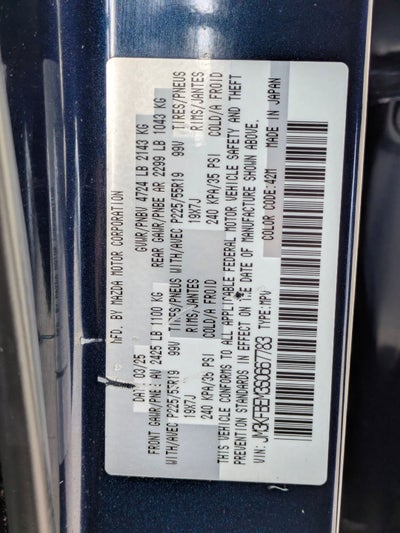 MFD. BY MAZDA MOTOR CORPORATION
DATE: 03/25 GVWR/PNBV 4724 LB 2143 KG
FRONT GAWR/PNBE AV 2425 LB 1100 KG REAR GAWR/PNBE AR 2299 LB 1043 KG
WITH/AVEC P225/55R19 99V TIRES/PNEUS WITH/AVEC P225/55R19 99V TIRES/PNEUS
19X7J RIMS/JANTES 19X7J RIMS/JANTES
240 KPA/35 PSI COLD/A FROID 240 KPA/35 PSI COLD/A FROID
THIS VEHICLE CONFORMS TO ALL APPLICABLE FEDERAL MOTOR VEHICLE SAFETY AND THEFT
PREVENTION STANDARDS IN EFFECT ON THE DATE OF MANUFACTURE SHOWN ABOVE.
VIN: TYPE: MPV COLOR CODE: 42M MADE IN JAPAN